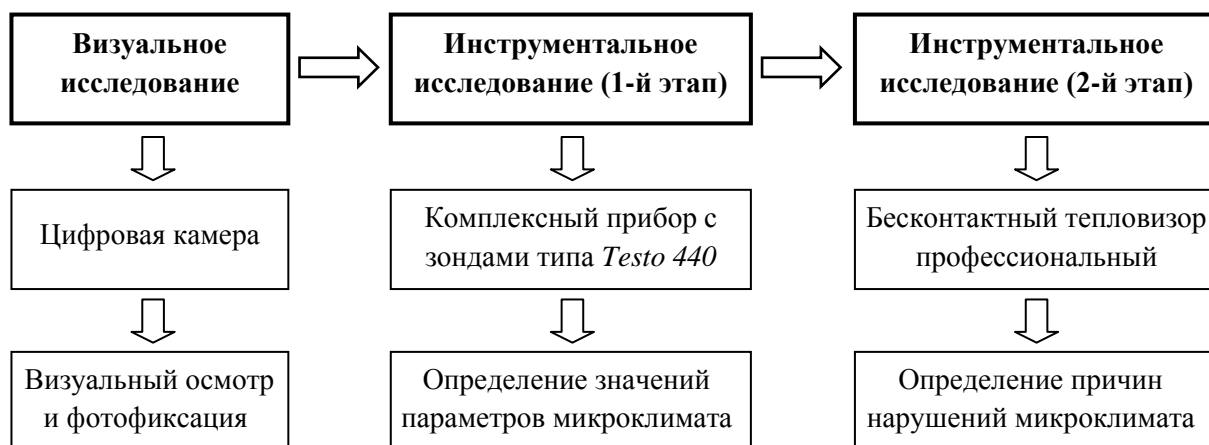 Визуальное
исследование
Инструментальное
исследование (1-й этап)
Инструментальное
исследование (2-й этап)
Цифровая камера
Комплексный прибор с
зондами типа Testo 440
Бесконтактный тепловизор
профессиональный
Визуальный осмотр
и фотофиксация
Определение значений
параметров микроклимата
Определение причин
нарушений микроклимата